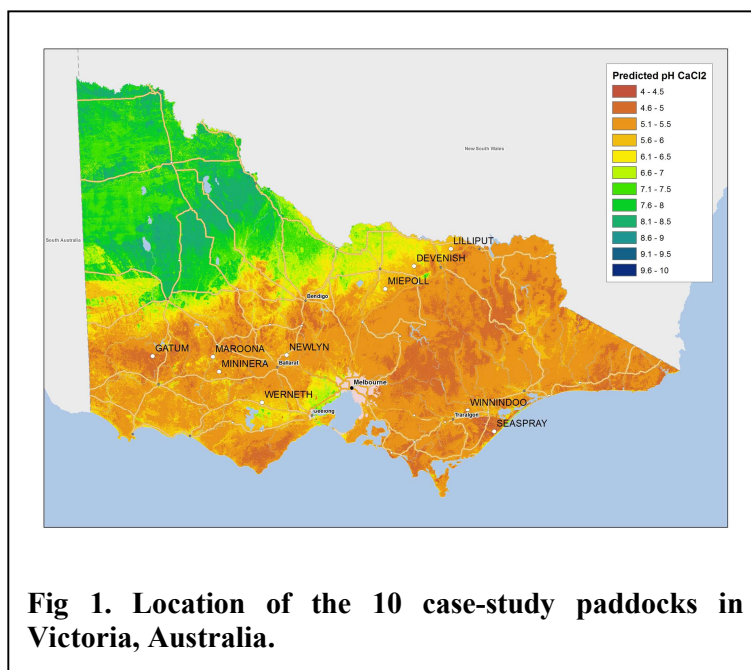 Predicted pH CaCl2
4 - 4.5
4.6 - 5
5.1 - 5.5
5.6 - 6
6.1 - 6.5
6.6 - 7
7.1 - 7.5
7.6 - 8
8.1 - 8.5
8.6 - 9
9.1 - 9.5
9.6 - 10
New South Wales
South Australia
LILLIPUT
DEVENISH
MIEPOLL
Bendigo
GATUM
MAROONA
NEWLYN
Ballarat
MININERA
Melbourne
WERNETH
Geelong
WINNINDOO
Traralgon
SEASPRAY
Fig 1. Location of the 10 case-study paddocks in
Victoria, Australia.